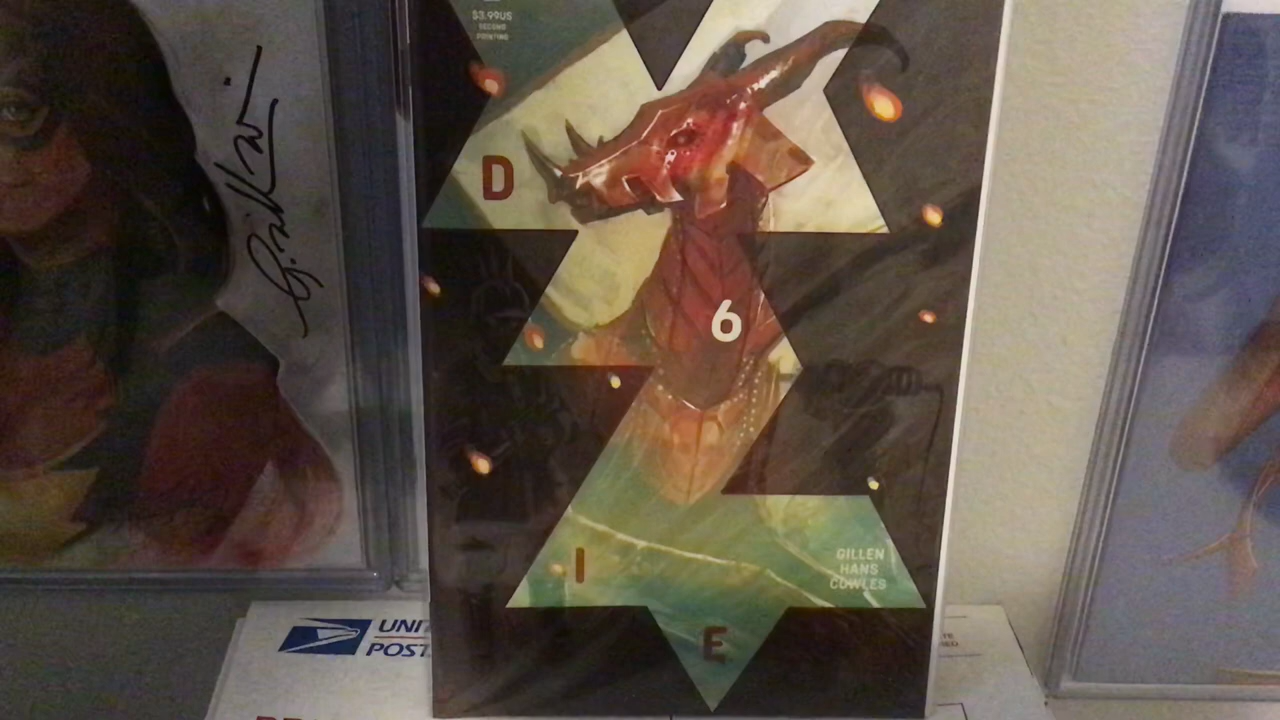 $3.99US
SECOND
PRINTING
D
6
I
GILLEN
HANS
COWLES
E
UNI
POST